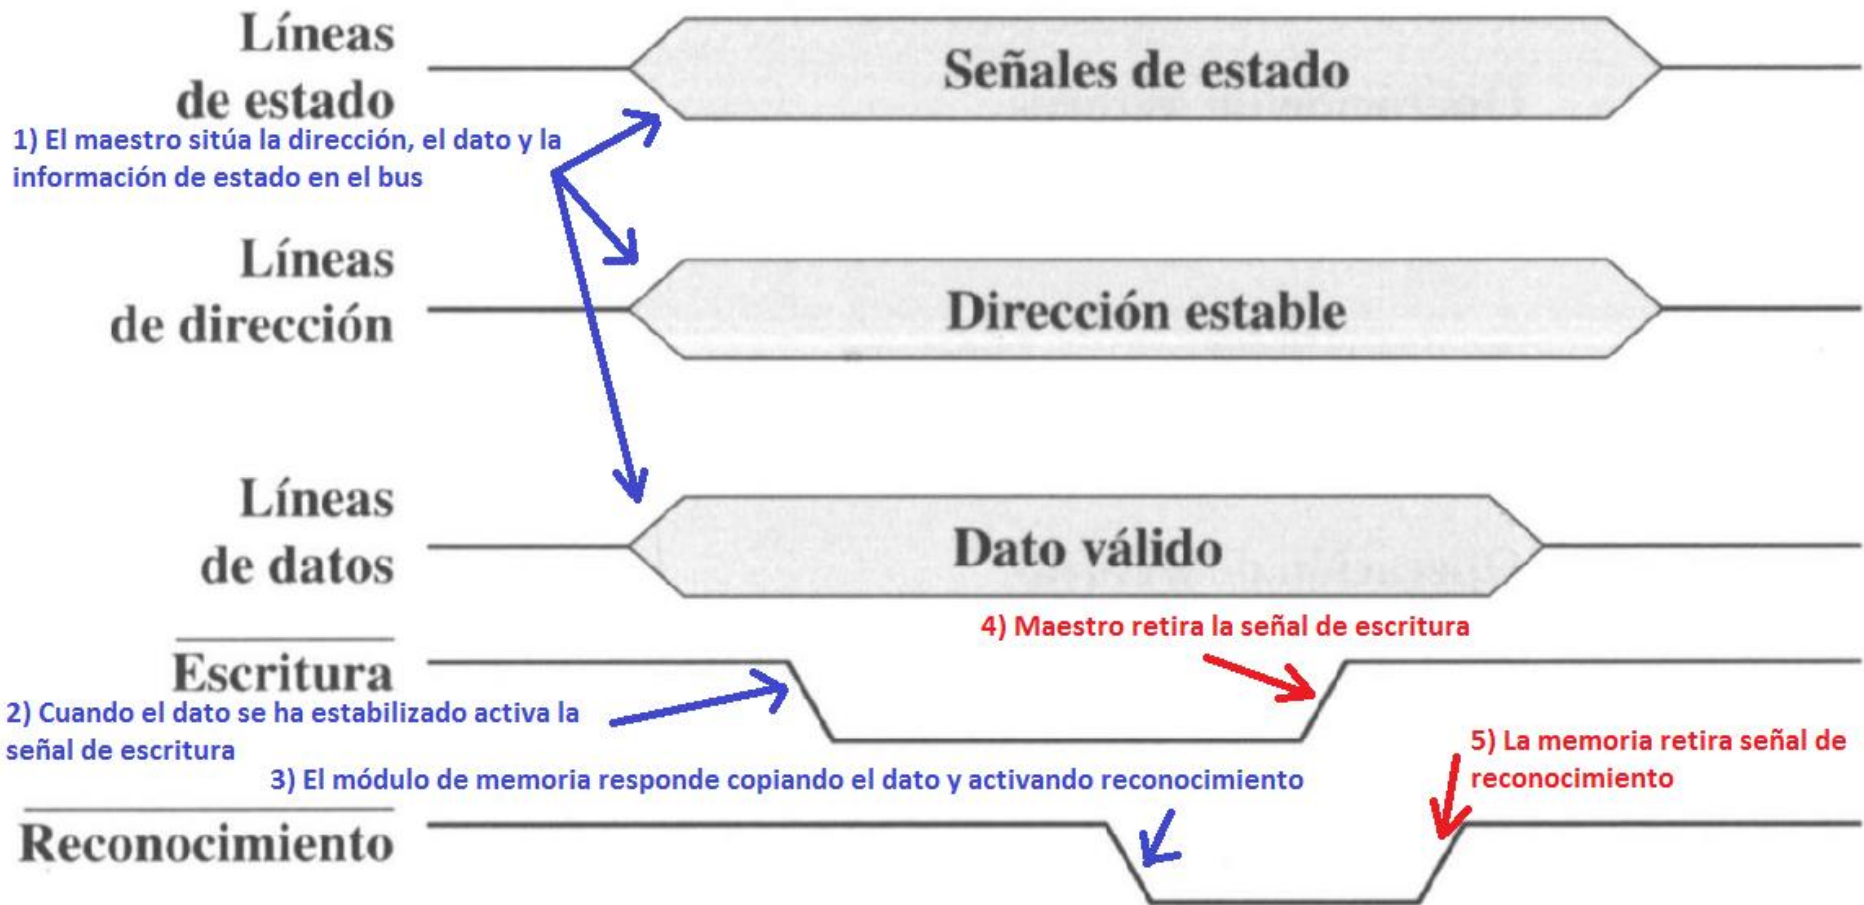 Líneas
de estado
Señales de estado
1) El maestro sitúa la dirección, el dato y la
información de estado en el bus
Líneas
de dirección
Dirección estable
Líneas
de datos
Dato válido
4) Maestro retira la señal de escritura
Escritura
2) Cuando el dato se ha estabilizado activa la
señal de escritura
3) El módulo de memoria responde copiando el dato y activando reconocimiento
5) La memoria retira señal de
reconocimiento
Reconocimiento